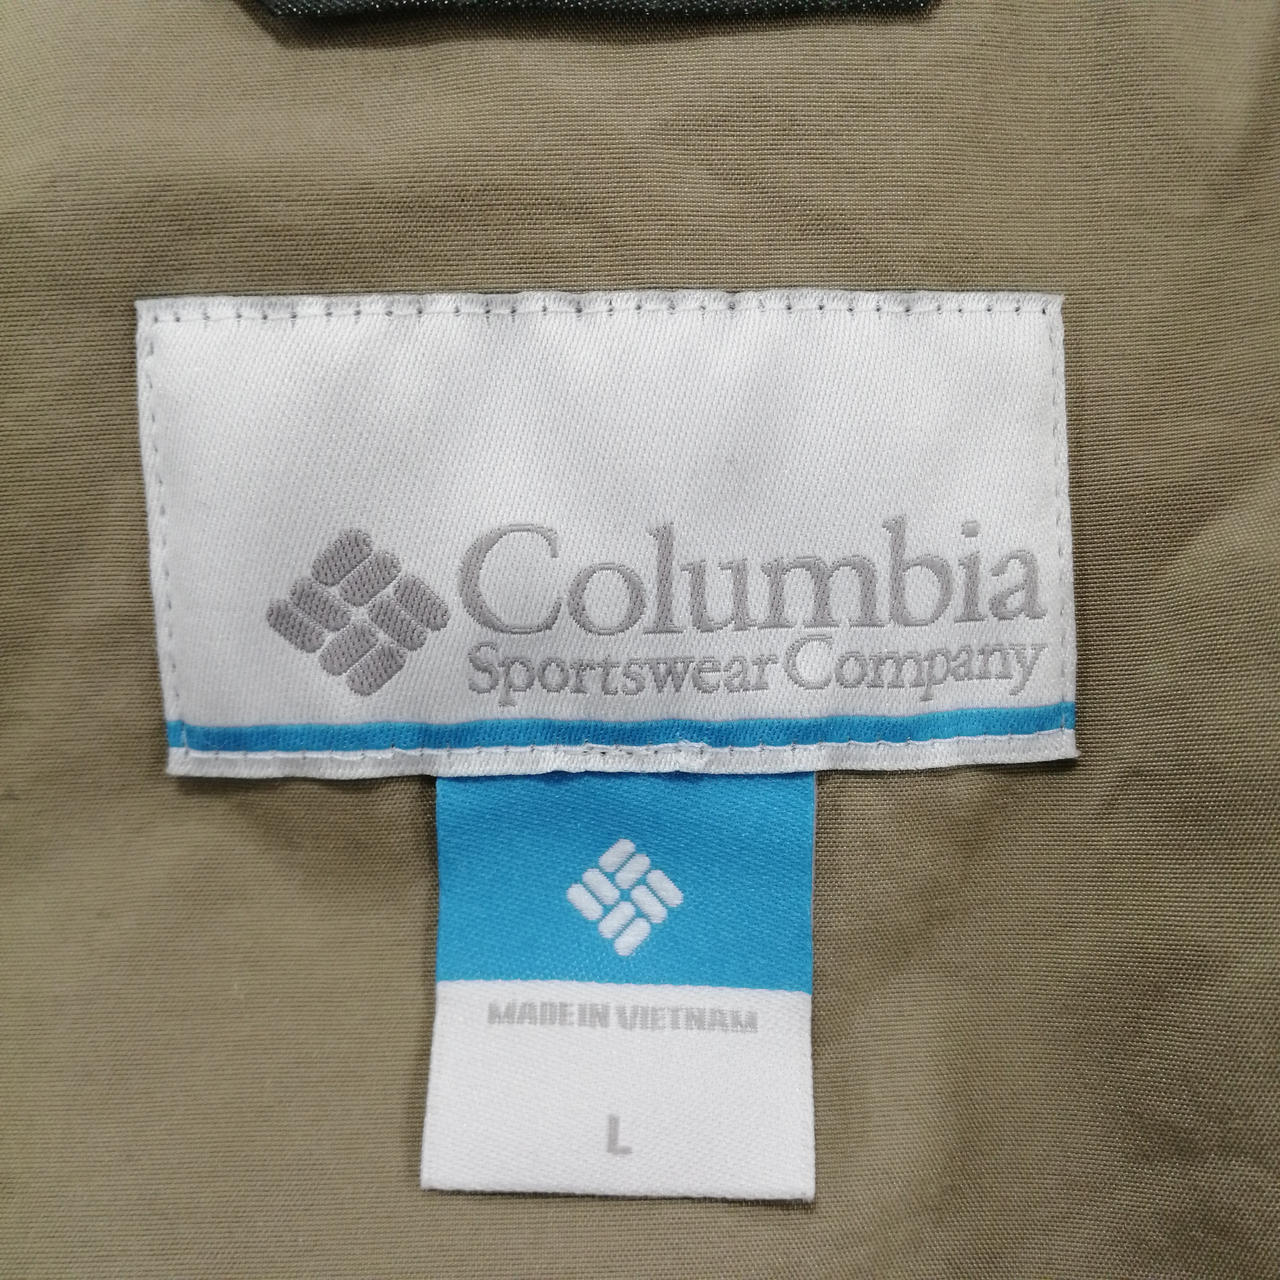 Columbia
Sportswear Company
MADE IN VIETNAM
L